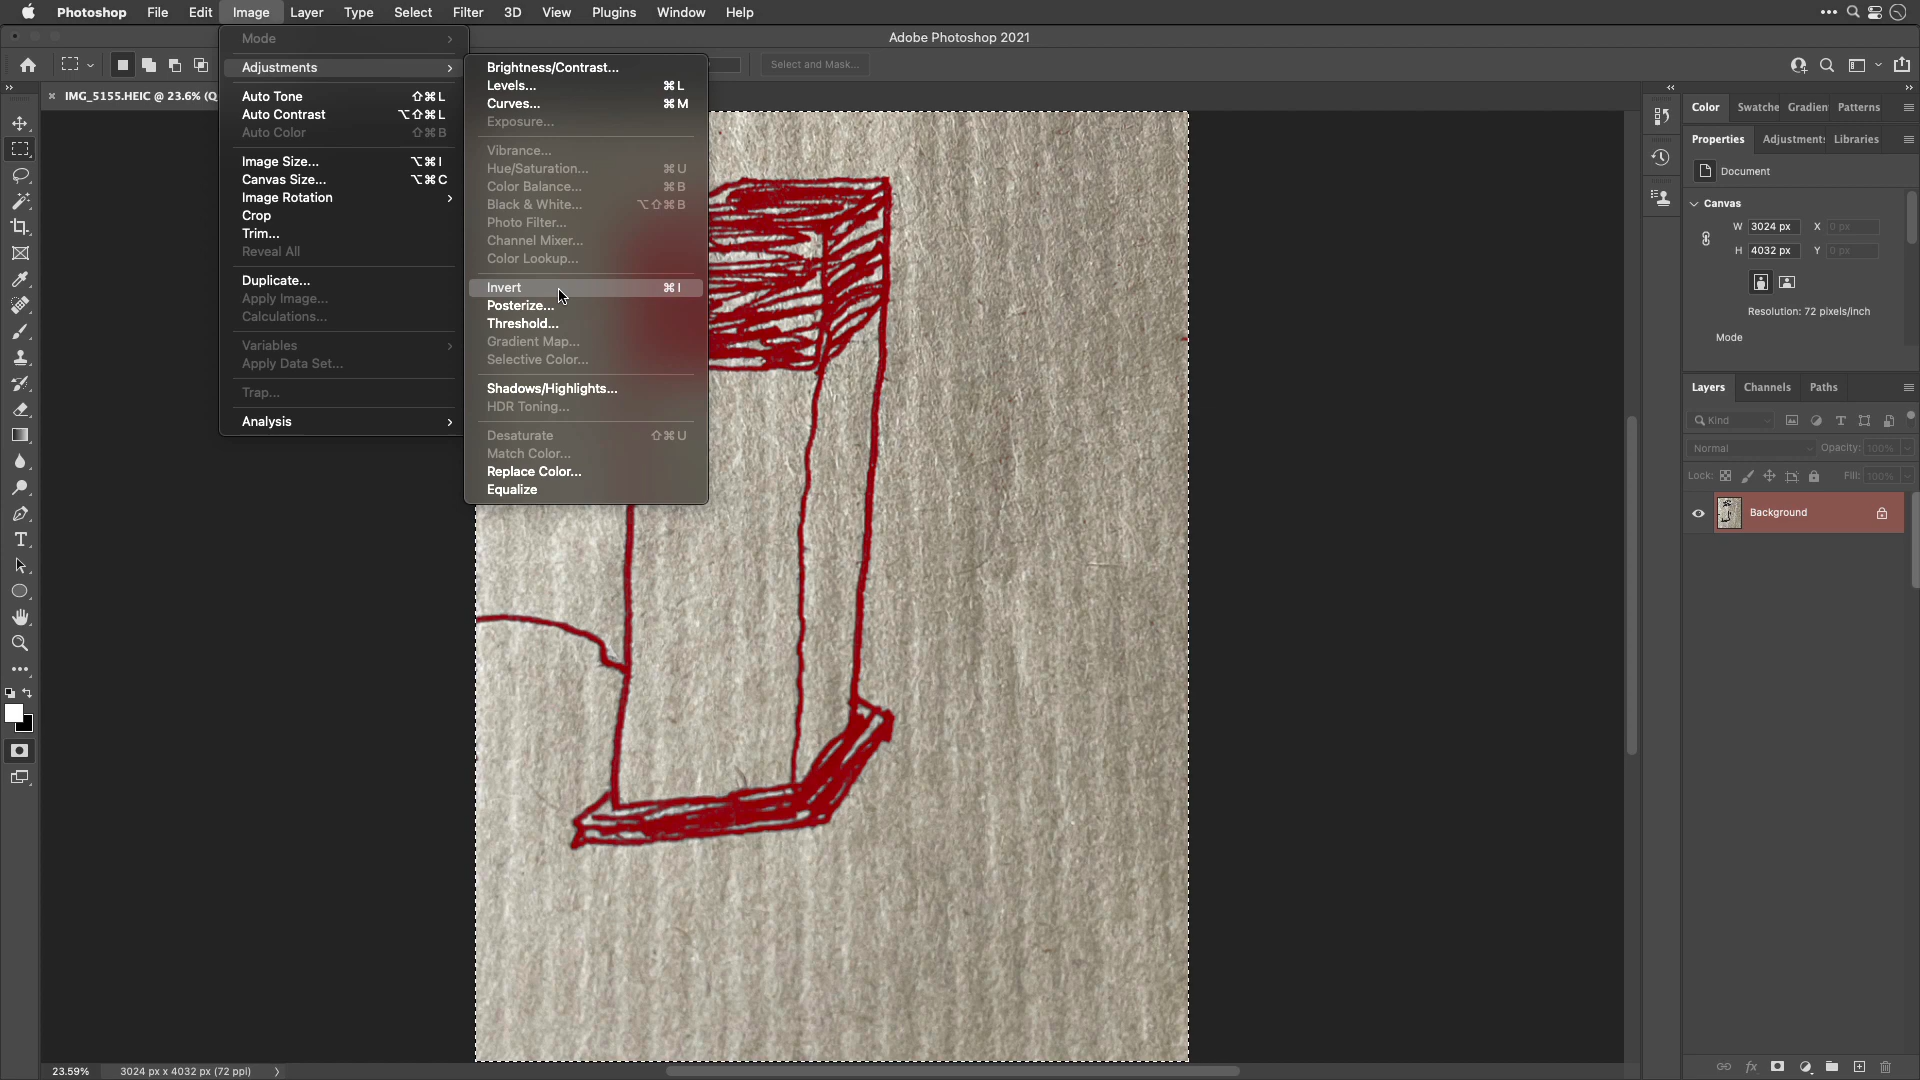 Photoshop File Edit Image Layer Type Select Filter 3D View Plugins Window Help
Adobe Photoshop 2021
Select and Mask...
IMG_5155.HEIC @ 23.6% (Q
Mode
Adjustments
Auto Tone ⇧⌘L
Auto Contrast ⌥⇧⌘L
Auto Color ⇧⌘B
Image Size... ⌥⌘I
Canvas Size... ⌥⌘C
Image Rotation
Crop
Trim...
Reveal All
Duplicate...
Apply Image...
Calculations...
Variables
Apply Data Set...
Trap...
Analysis
Brightness/Contrast...
Levels... ⌘L
Curves... ⌘M
Exposure...
Vibrance...
Hue/Saturation... ⌘U
Color Balance... ⌘B
Black & White... ⌥⇧⌘B
Photo Filter...
Channel Mixer...
Color Lookup...
Invert ⌘I
Posterize...
Threshold...
Gradient Map...
Selective Color...
Shadows/Highlights...
HDR Toning...
Desaturate ⇧⌘U
Match Color...
Replace Color...
Equalize
Color Swatche Gradien Patterns
Properties Adjustment Libraries
Document
Canvas
W 3024 px X 0 px
H 4032 px Y 0 px
Resolution: 72 pixels/inch
Mode
Layers Channels Paths
Kind
Normal Opacity: 100%
Lock: Fill: 100%
Background
23.59% 3024 px x 4032 px (72 ppi)